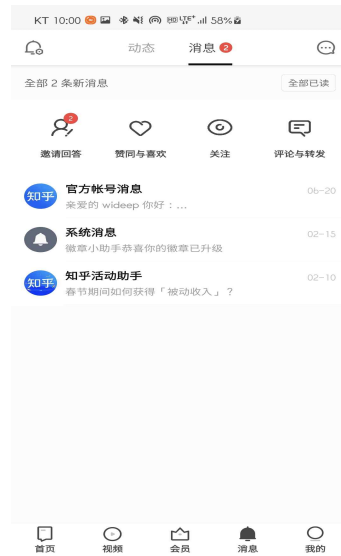 KT 10:00 58%
动态 消息 2
全部 2 条新消息 全部已读
2
邀请回答 赞同与喜欢 关注 评论与转发
知乎 官方帐号消息 06-20
亲爱的 wideep 你好：...
系统消息 02-15
徽章小助手恭喜你的徽章已升级
知乎 知乎活动助手 02-10
春节期间如何获得「被动收入」？
首页 视频 会员 消息 我的